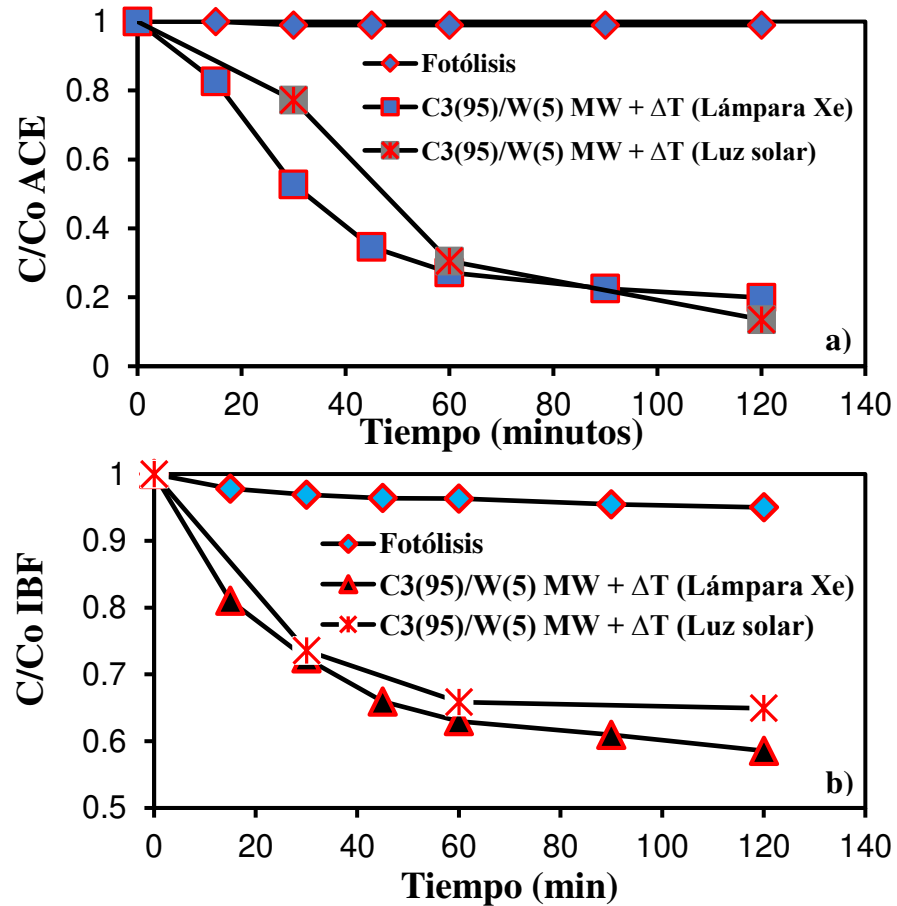 1
0.8
0.6
0.4
0.2
0
C/Co ACE
Fotólisis
C3(95)/W(5) MW + ΔT (Lámpara Xe)
C3(95)/W(5) MW + ΔT (Luz solar)
a)
0 20 40 60 80 100 120 140
Tiempo (minutos)
1
0.9
0.8
0.7
0.6
0.5
C/Co IBF
Fotólisis
C3(95)/W(5) MW + ΔT (Lámpara Xe)
C3(95)/W(5) MW + ΔT (Luz solar)
b)
0 20 40 60 80 100 120 140
Tiempo (min)